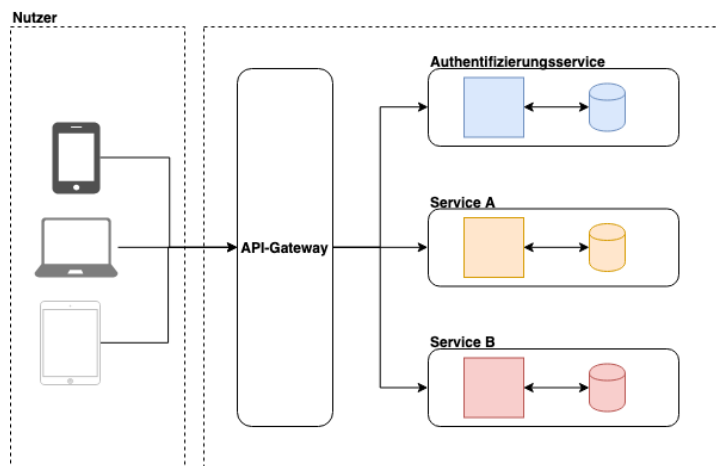 Nutzer
Authentifizierungsservice
Service A
API-Gateway
Service B